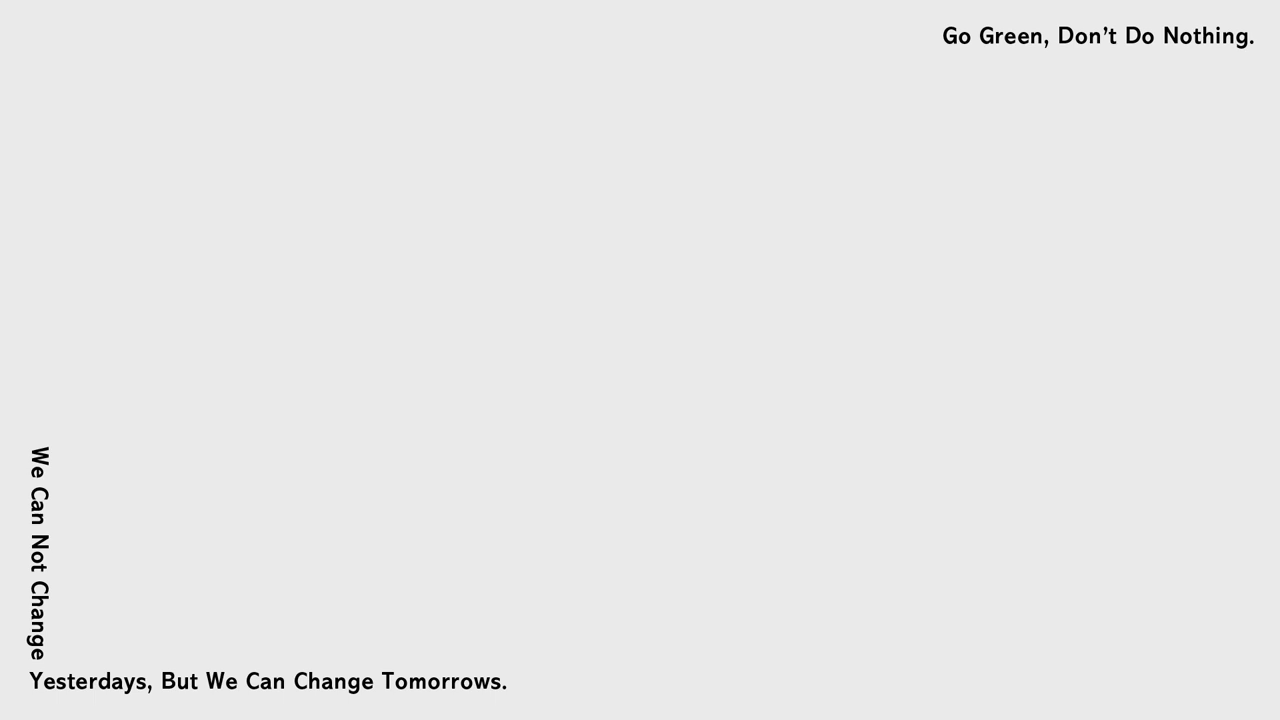 Go Green, Don’t Do Nothing.
We Can Not Change
Yesterdays, But We Can Change Tomorrows.